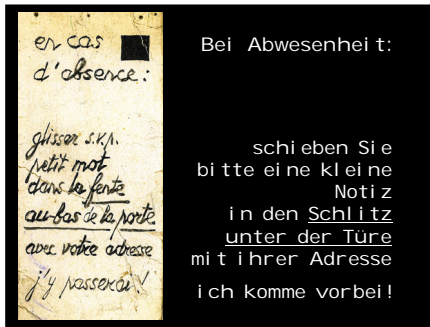 en cas
d'absence:
glisser s.v.p.
petit mot
dans la fente
au-bas de la porte
avec votre adresse
j'y passerai!
Bei Abwesenheit:
schieben Sie
bitte eine kleine
Notiz
in den Schlitz
unter der Türe
mit ihrer Adresse
ich komme vorbei!